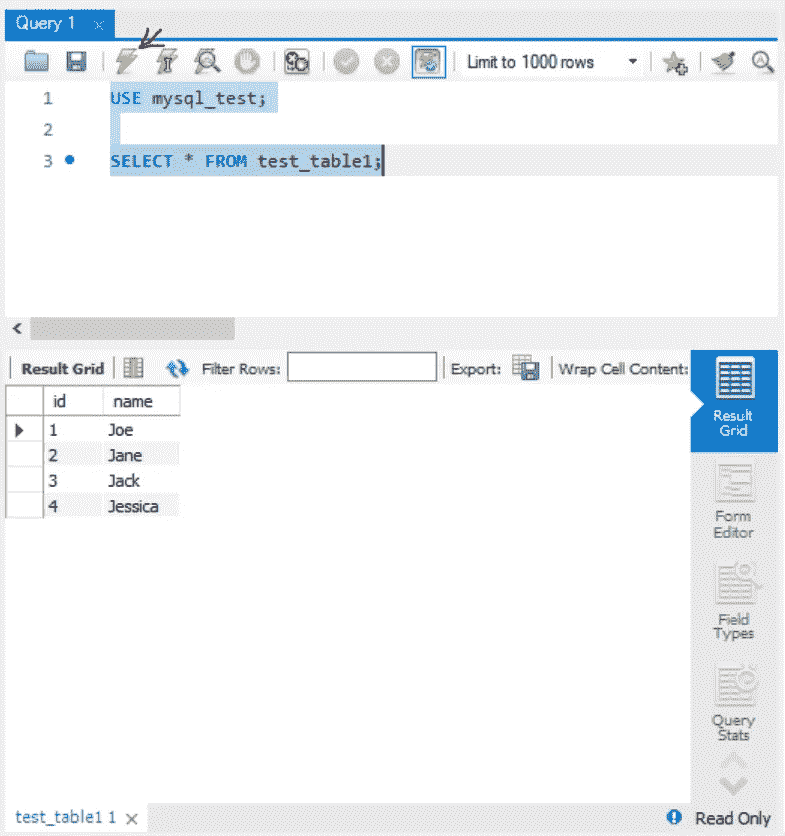 Query 1
Limit to 1000 rows
1 USE mysql_test;
2
3 SELECT * FROM test_table1;
Result Grid Filter Rows: Export: Wrap Cell Content:
id name
1 Joe
2 Jane
3 Jack
4 Jessica
Result
Grid
Form
Editor
Field
Types
Query
Stats
test_table1 1
Read Only